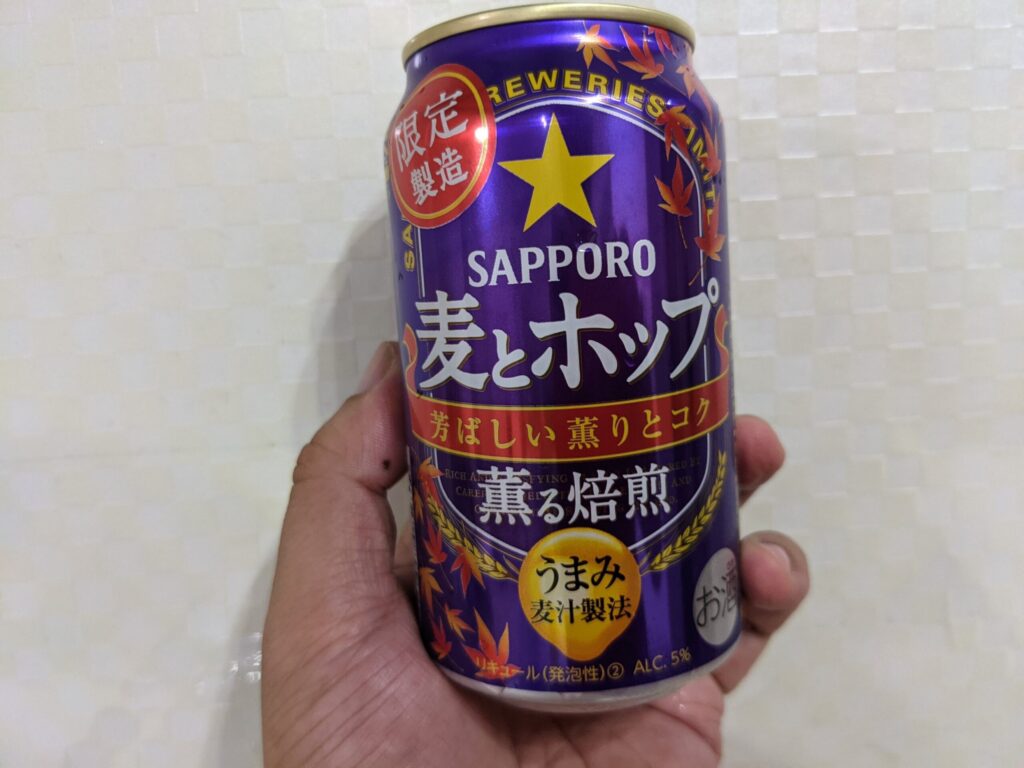 限定
製造
REWERIES
SAPPORO
麦とホップ
芳ばしい薫りとコク
薫る焙煎
うまみ
麦汁製法
お酒
リキュール(発泡性)② ALC. 5%